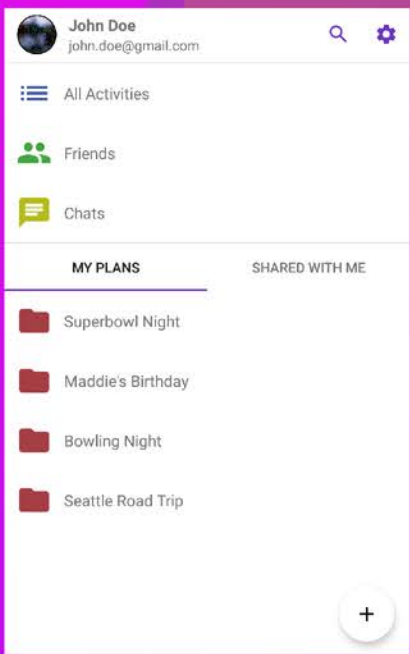 John Doe
john.doe@gmail.com
All Activities
Friends
Chats
MY PLANS SHARED WITH ME
Superbowl Night
Maddie's Birthday
Bowling Night
Seattle Road Trip
+